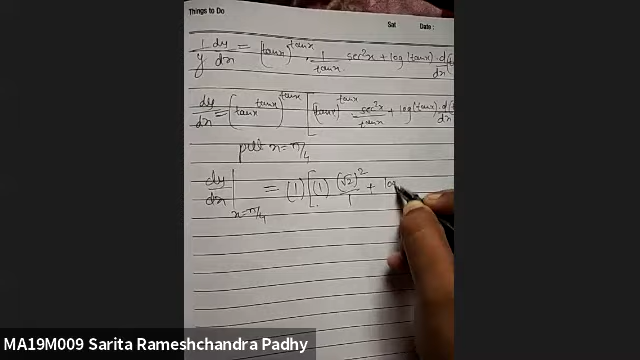 Things to Do
Sat Date :
1/y dy/dx = (tanx)^tanx · 1/tanx sec²x + log(tanx) · d/dx (
dy/dx = (tanx^tanx)^tanx [ (tanx)^tanx · sec²x/tanx + log(tanx) · d/dx (
put x = π/4
dy/dx | x=π/4 = (1) [ (1) (√2)²/1 + log
MA19M009 Sarita Rameshchandra Padhy